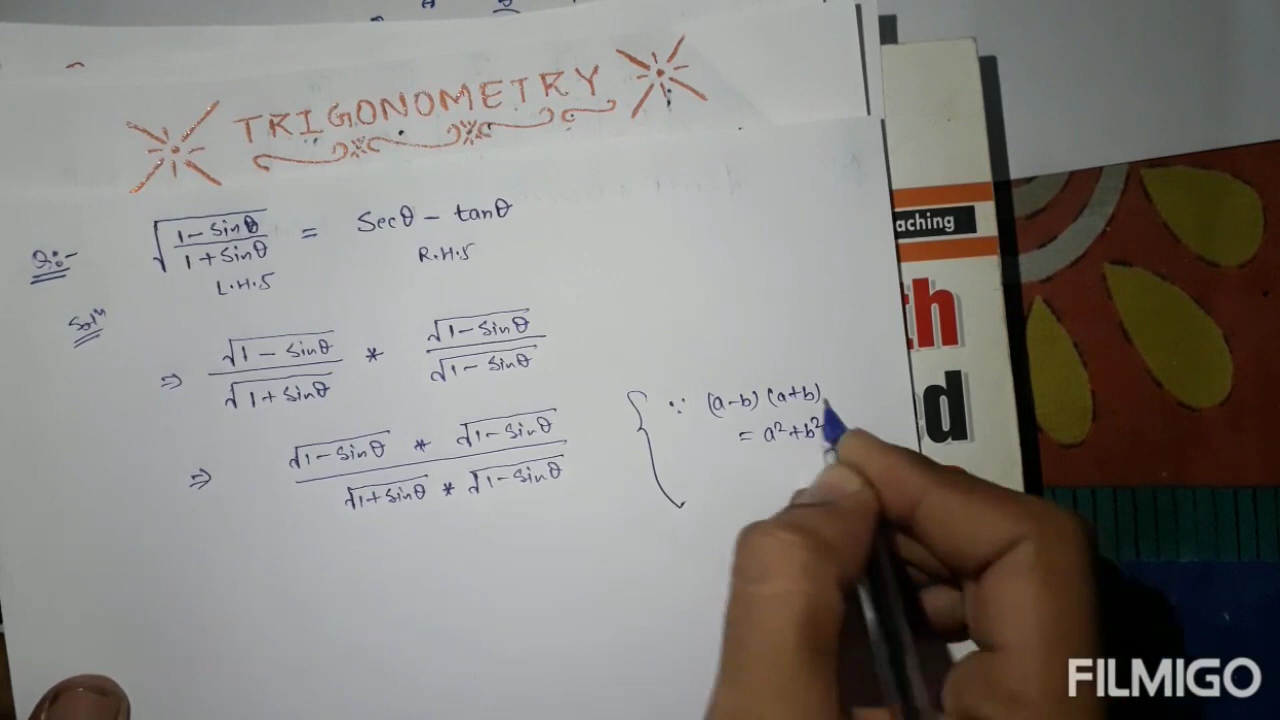 TRIGONOMETRY
Q:- √(1-sinθ / 1+sinθ) = secθ - tanθ
L.H.S R.H.S
Solⁿ
⇒ √1-sinθ / √1+sinθ * √1-sinθ / √1-sinθ
⇒ √1-sinθ * √1-sinθ / √1+sinθ * √1-sinθ
{ ∵ (a-b) (a+b)
= a²+b²
aching
th
d
FILMIGO